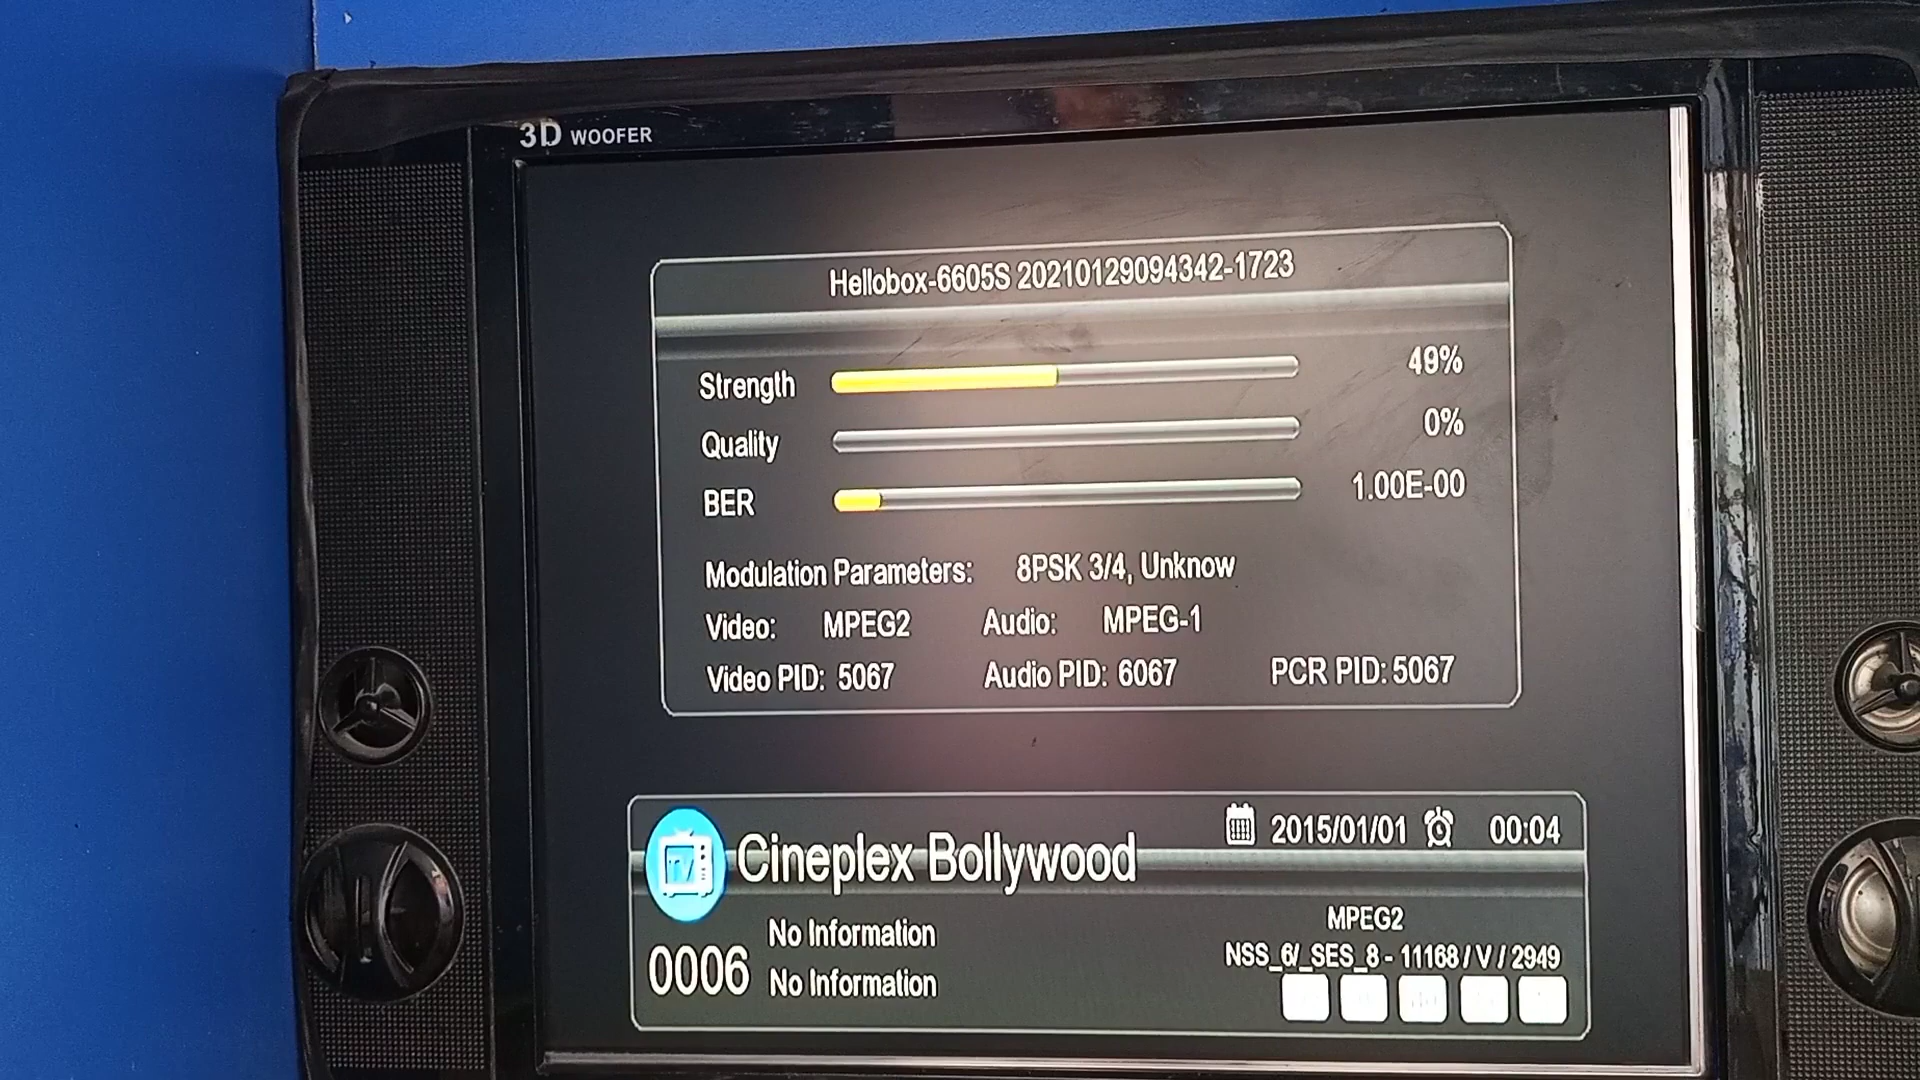 3D WOOFER
Hellobox-6605S 20210129094342-1723
Strength 49%
Quality 0%
BER 1.00E-00
Modulation Parameters: 8PSK 3/4, Unknow
Video: MPEG2 Audio: MPEG-1
Video PID: 5067 Audio PID: 6067 PCR PID: 5067
TV Cineplex Bollywood 2015/01/01 00:04
No Information MPEG2
0006 No Information NSS_6/_SES_8 - 11168 / V / 2949